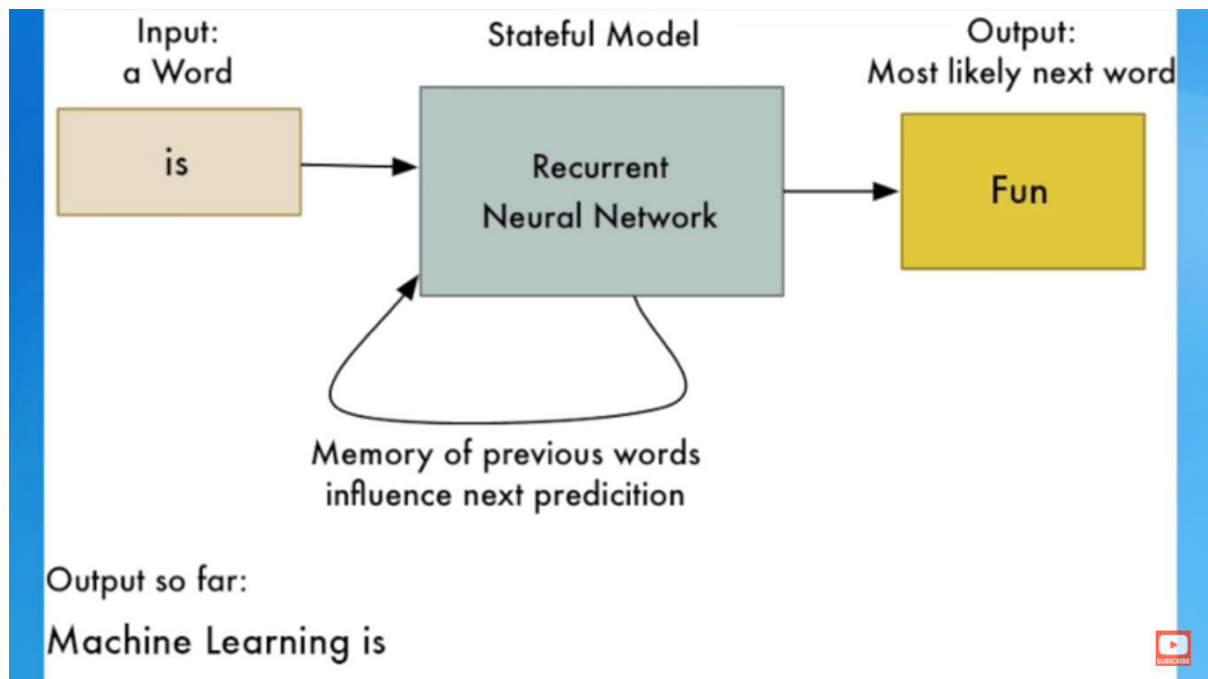 Input:
a Word
Stateful Model
Output:
Most likely next word
is
Recurrent
Neural Network
Fun
Memory of previous words
influence next predicition
Output so far:
Machine Learning is
SUBSCRIBE